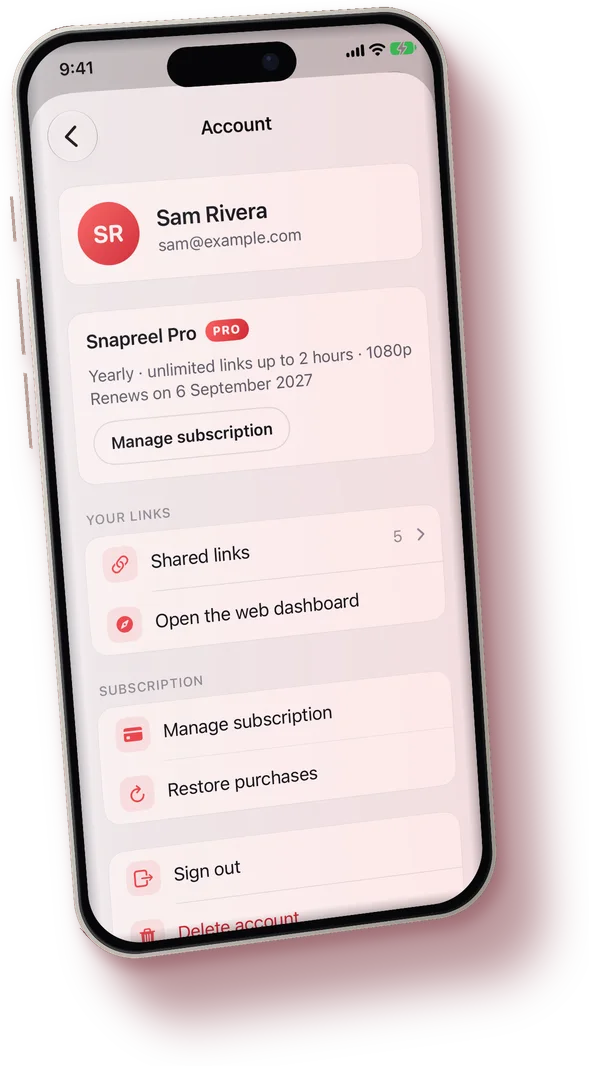 9:41
Account
SR
Sam Rivera
sam@example.com
Snapreel Pro PRO
Yearly · unlimited links up to 2 hours · 1080p
Renews on 6 September 2027
Manage subscription
YOUR LINKS
Shared links 5
Open the web dashboard
SUBSCRIPTION
Manage subscription
Restore purchases
Sign out
Delete account